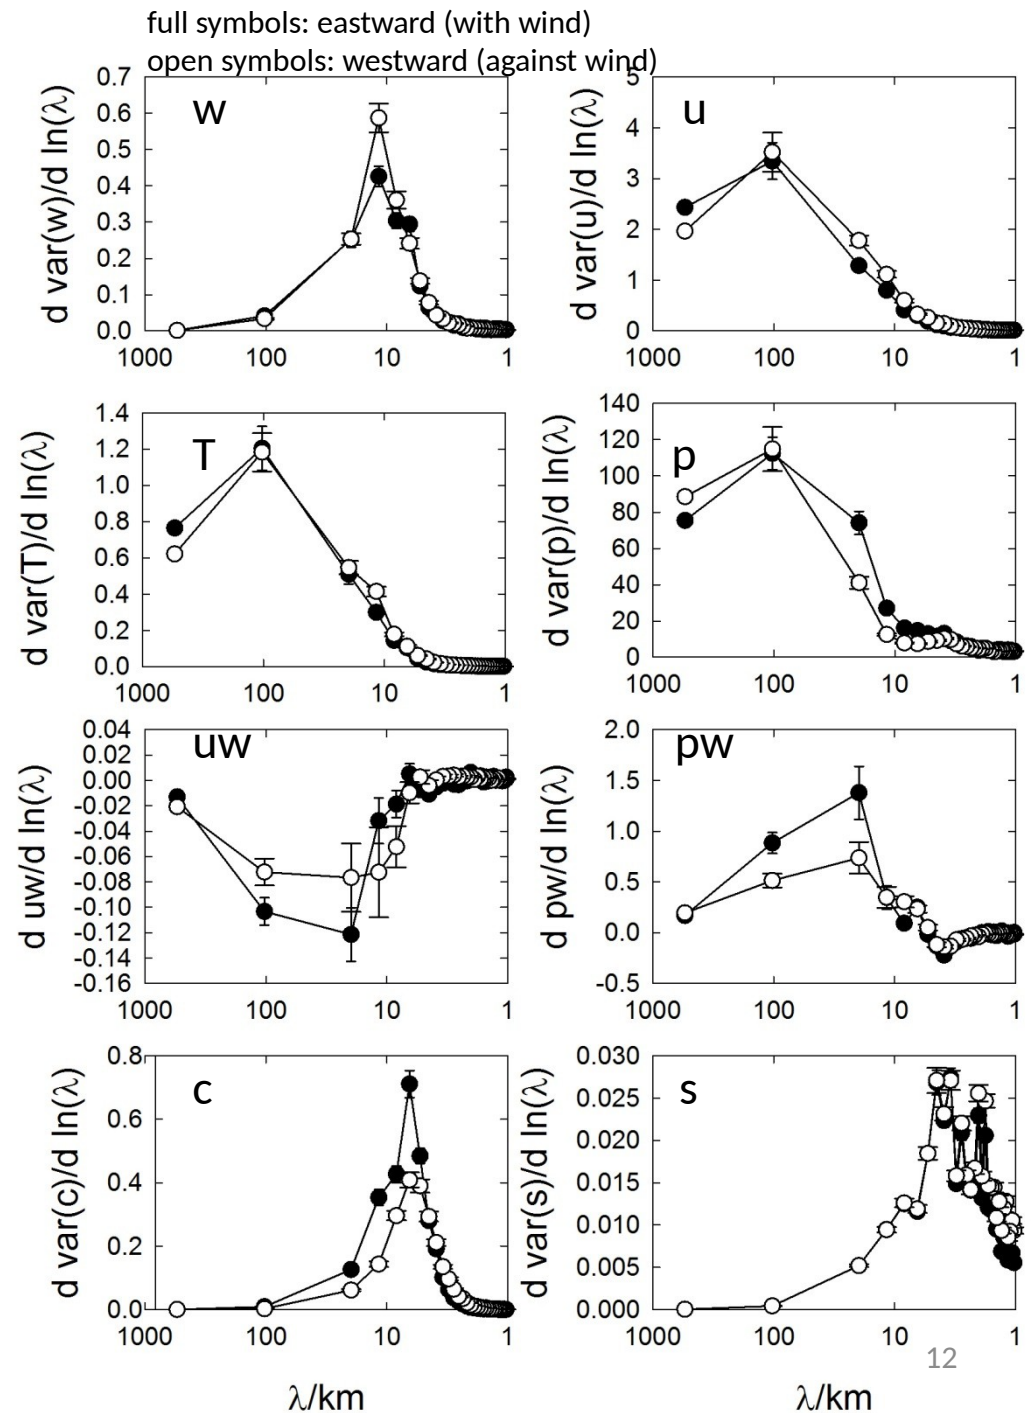 full symbols: eastward (with wind)
open symbols: westward (against wind)
w
d var(w)/d ln(λ)
0.7
0.6
0.5
0.4
0.3
0.2
0.1
0.0
1000 100 10 1
u
d var(u)/d ln(λ)
5
4
3
2
1
0
1000 100 10 1
T
d var(T)/d ln(λ)
1.4
1.2
1.0
0.8
0.6
0.4
0.2
0.0
1000 100 10 1
p
d var(p)/d ln(λ)
140
120
100
80
60
40
20
0
1000 100 10 1
uw
d uw/d ln(λ)
0.04
0.02
0.00
-0.02
-0.04
-0.06
-0.08
-0.10
-0.12
-0.14
-0.16
1000 100 10 1
pw
d pw/d ln(λ)
2.0
1.5
1.0
0.5
0.0
-0.5
1000 100 10 1
c
d var(c)/d ln(λ)
0.8
0.6
0.4
0.2
0.0
1000 100 10 1
λ/km
s
d var(s)/d ln(λ)
0.030
0.025
0.020
0.015
0.010
0.005
0.000
1000 100 10 1
λ/km
12